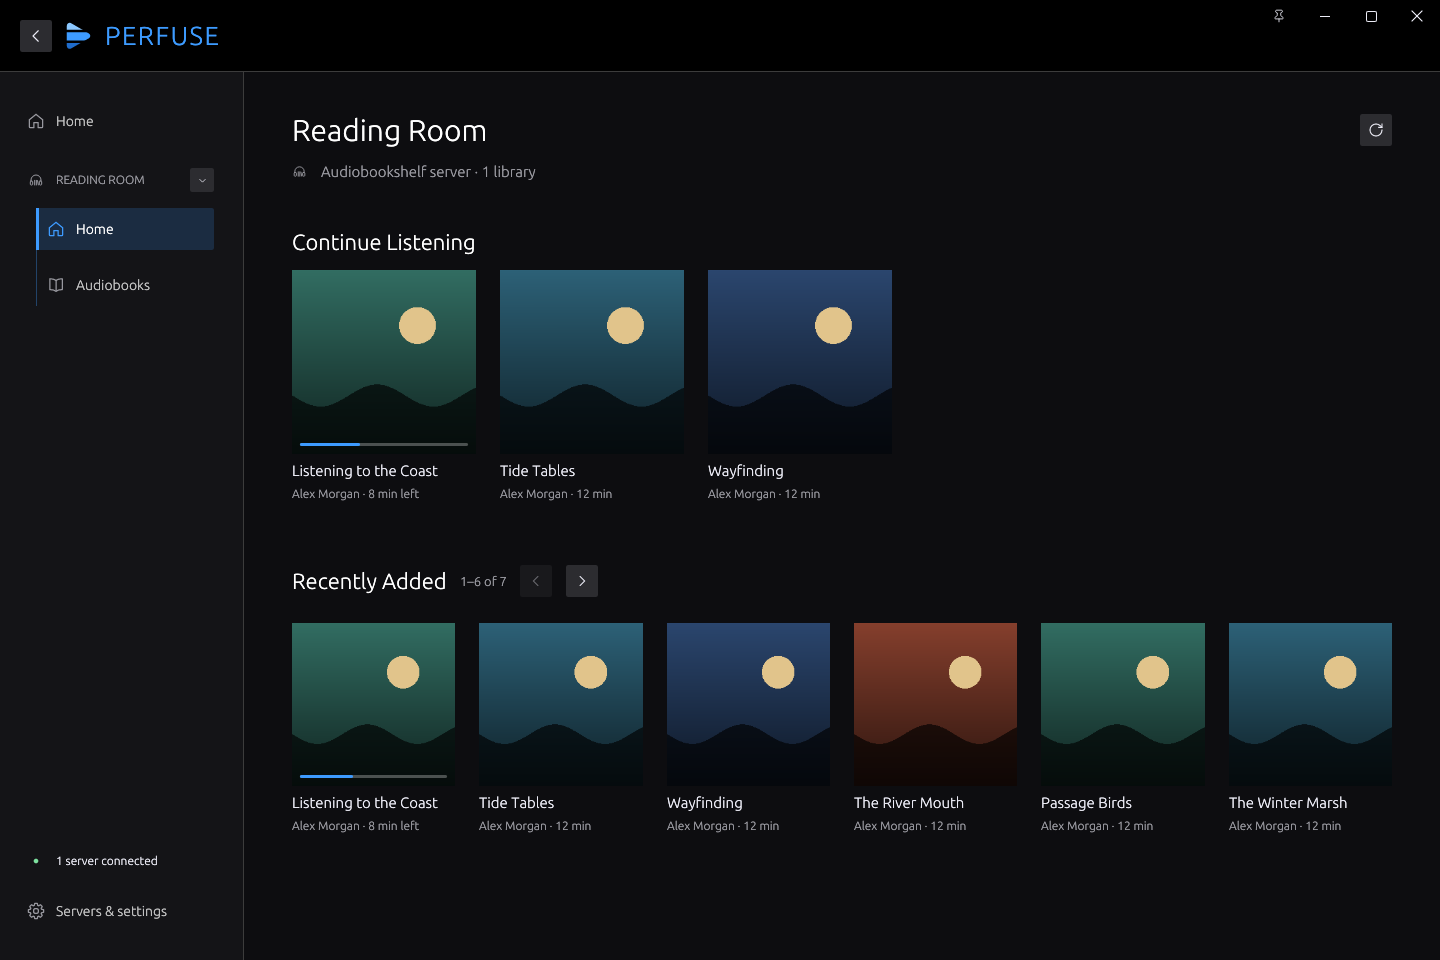 PERFUSE
Home
READING ROOM
Home
Audiobooks
1 server connected
Servers & settings
Reading Room
Audiobookshelf server · 1 library
Continue Listening
Listening to the Coast
Alex Morgan · 8 min left
Tide Tables
Alex Morgan · 12 min
Wayfinding
Alex Morgan · 12 min
Recently Added
1–6 of 7
Listening to the Coast
Alex Morgan · 8 min left
Tide Tables
Alex Morgan · 12 min
Wayfinding
Alex Morgan · 12 min
The River Mouth
Alex Morgan · 12 min
Passage Birds
Alex Morgan · 12 min
The Winter Marsh
Alex Morgan · 12 min